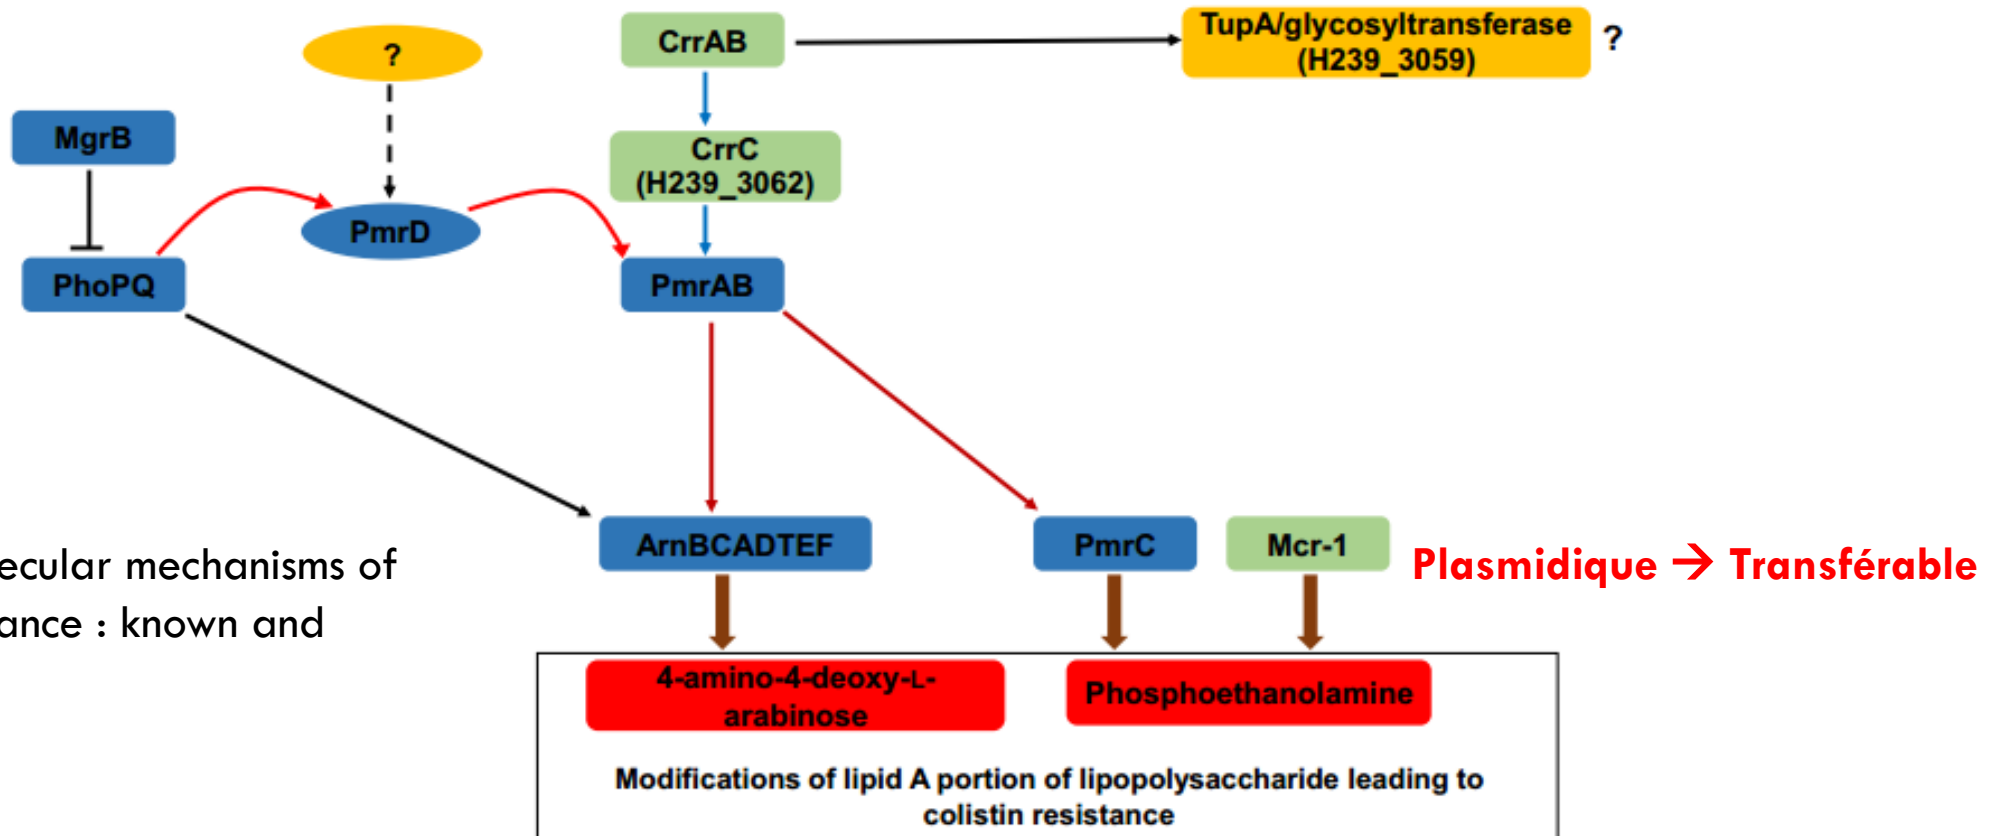 ?
CrrAB
TupA/glycosyltransferase
(H239_3059)
?
MgrB
CrrC
(H239_3062)
PmrD
PhoPQ
PmrAB
ArnBCADTEF
PmrC
Mcr-1
Plasmidique → Transférable
ecular mechanisms of
ance : known and
4-amino-4-deoxy-L-
arabinose
Phosphoethanolamine
Modifications of lipid A portion of lipopolysaccharide leading to
colistin resistance